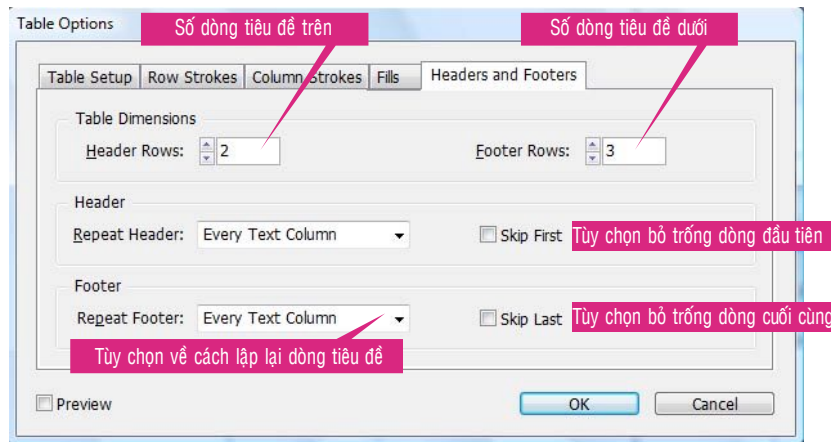 Table Options
Số dòng tiêu đề trên
Số dòng tiêu đề dưới
Table Setup Row Strokes Column Strokes Fills Headers and Footers
Table Dimensions
Header Rows: 2 Footer Rows: 3
Header
Repeat Header: Every Text Column Skip First Tùy chọn bỏ trống dòng đầu tiên
Footer
Repeat Footer: Every Text Column Skip Last Tùy chọn bỏ trống dòng cuối cùng
Tùy chọn về cách lập lại dòng tiêu đề
Preview OK Cancel